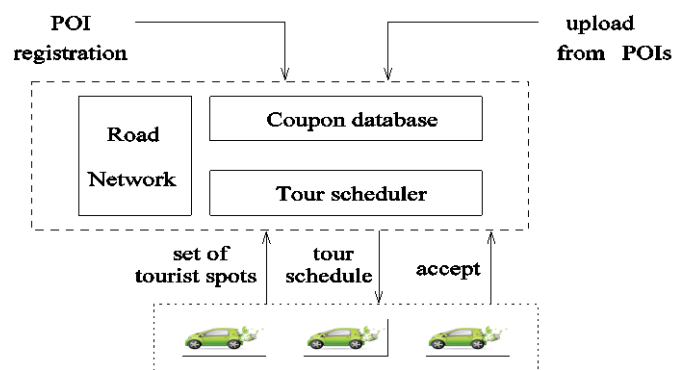 POI
registration
upload
from POIs
Road
Network
Coupon database
Tour scheduler
set of
tourist spots
tour
schedule
accept